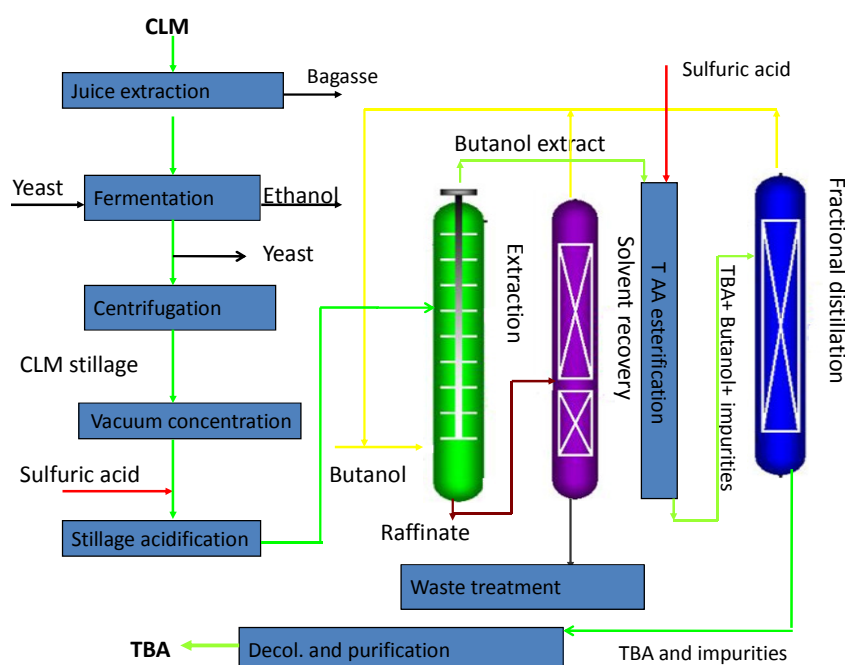 CLM
Juice extraction
Bagasse
Yeast
Fermentation
Ethanol
Yeast
Centrifugation
CLM stillage
Vacuum concentration
Sulfuric acid
Stillage acidification
Butanol extract
Sulfuric acid
Extraction
Solvent recovery
T AA esterification
TBA+ Butanol+ impurities
Fractional distillation
Butanol
Raffinate
Waste treatment
TBA
Decol. and purification
TBA and impurities